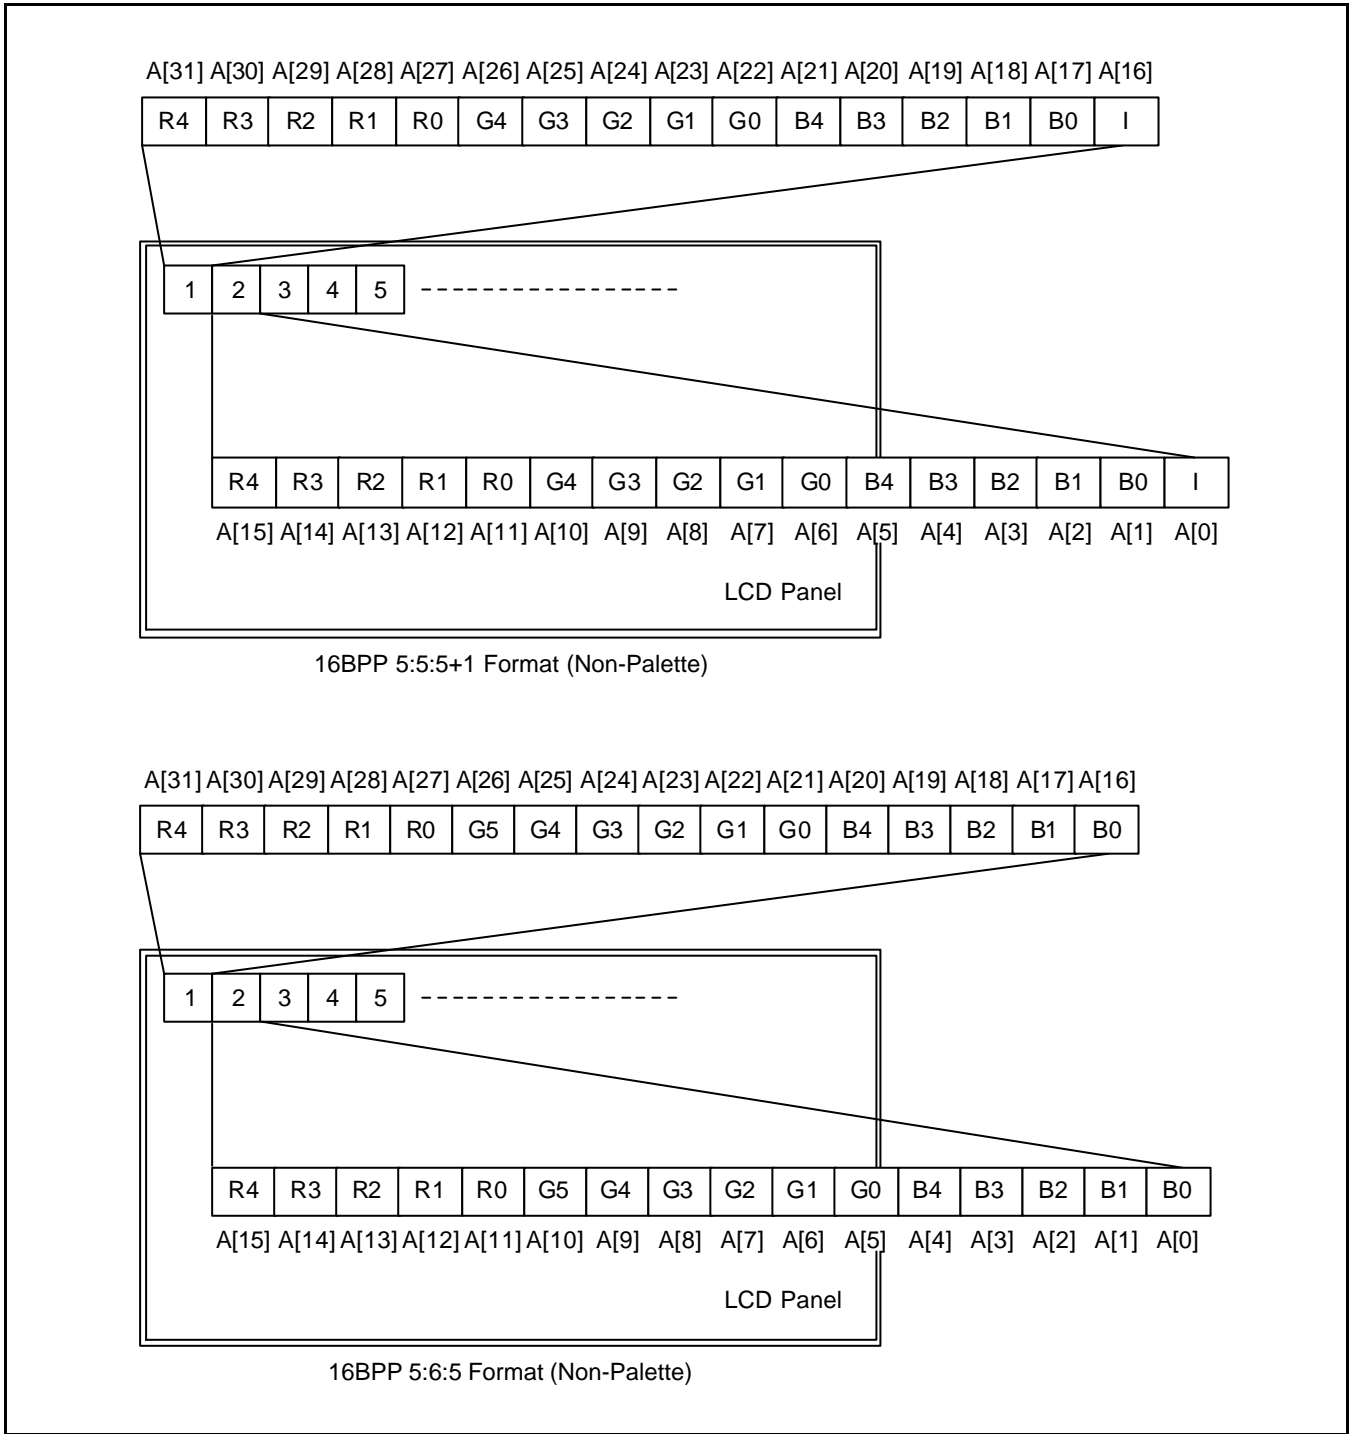 A[31] A[30] A[29] A[28] A[27] A[26] A[25] A[24] A[23] A[22] A[21] A[20] A[19] A[18] A[17] A[16]
R4 R3 R2 R1 R0 G4 G3 G2 G1 G0 B4 B3 B2 B1 B0 I
1 2 3 4 5
R4 R3 R2 R1 R0 G4 G3 G2 G1 G0 B4 B3 B2 B1 B0 I
A[15] A[14] A[13] A[12] A[11] A[10] A[9] A[8] A[7] A[6] A[5] A[4] A[3] A[2] A[1] A[0]
LCD Panel
16BPP 5:5:5+1 Format (Non-Palette)
A[31] A[30] A[29] A[28] A[27] A[26] A[25] A[24] A[23] A[22] A[21] A[20] A[19] A[18] A[17] A[16]
R4 R3 R2 R1 R0 G5 G4 G3 G2 G1 G0 B4 B3 B2 B1 B0
1 2 3 4 5
R4 R3 R2 R1 R0 G5 G4 G3 G2 G1 G0 B4 B3 B2 B1 B0
A[15] A[14] A[13] A[12] A[11] A[10] A[9] A[8] A[7] A[6] A[5] A[4] A[3] A[2] A[1] A[0]
LCD Panel
16BPP 5:6:5 Format (Non-Palette)